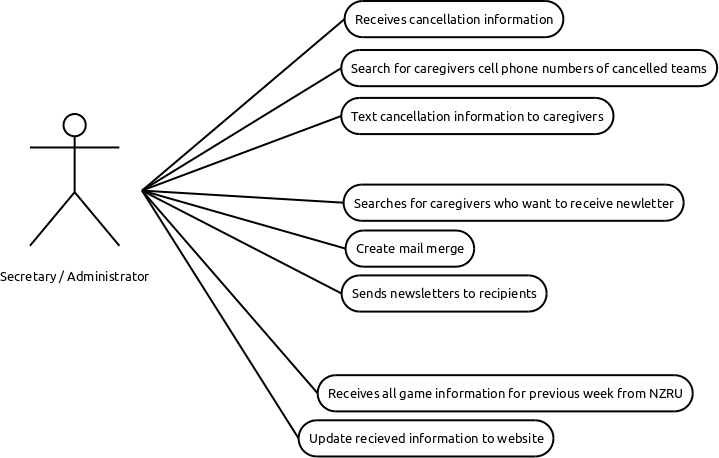 Receives cancellation information
Search for caregivers cell phone numbers of cancelled teams
Text cancellation information to caregivers
Searches for caregivers who want to receive newletter
Create mail merge
Secretary / Administrator
Sends newsletters to recipients
Receives all game information for previous week from NZRU
Update recieved information to website